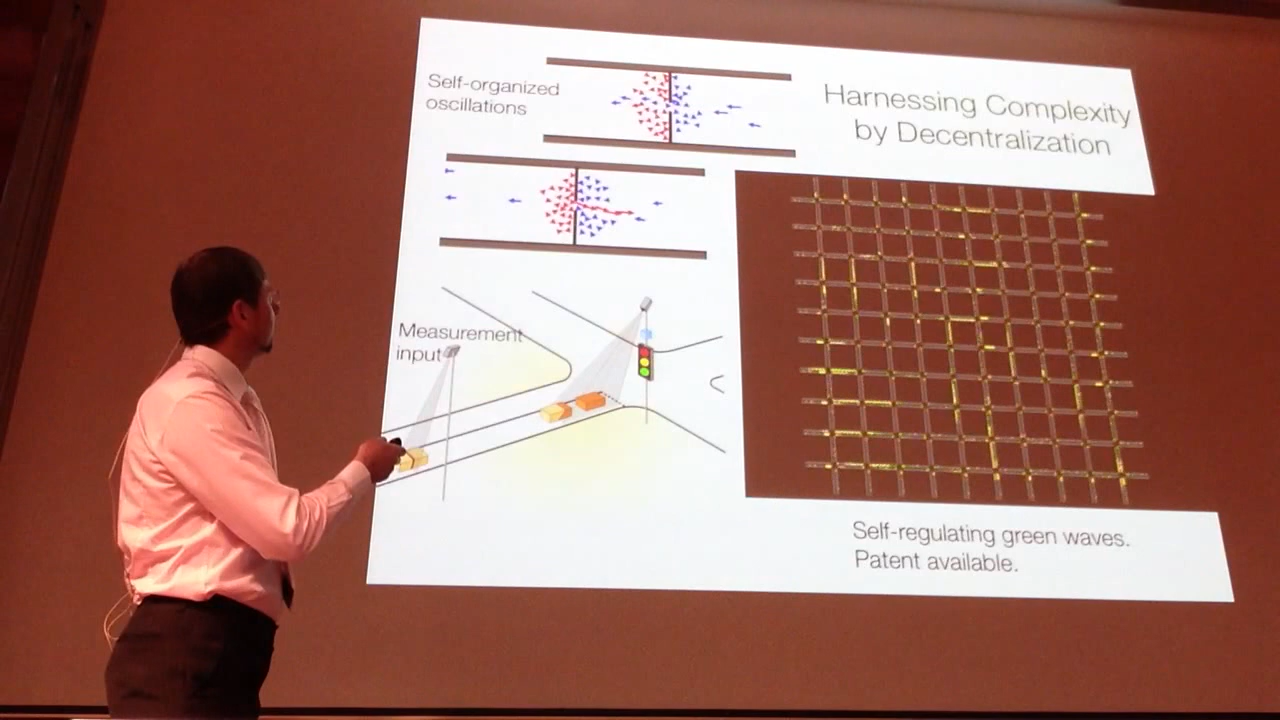 Self-organized
oscillations
Harnessing Complexity
by Decentralization
Measurement
input
Self-regulating green waves.
Patent available.